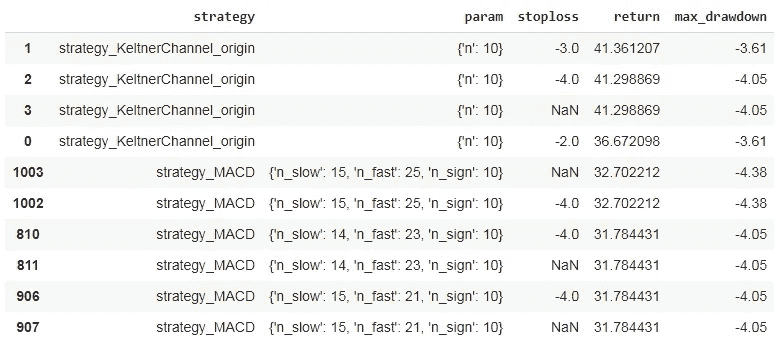 strategy param stoploss return max_drawdown
1 strategy_KeltnerChannel_origin {'n': 10} -3.0 41.361207 -3.61
2 strategy_KeltnerChannel_origin {'n': 10} -4.0 41.298869 -4.05
3 strategy_KeltnerChannel_origin {'n': 10} NaN 41.298869 -4.05
0 strategy_KeltnerChannel_origin {'n': 10} -2.0 36.672098 -3.61
1003 strategy_MACD {'n_slow': 15, 'n_fast': 25, 'n_sign': 10} NaN 32.702212 -4.38
1002 strategy_MACD {'n_slow': 15, 'n_fast': 25, 'n_sign': 10} -4.0 32.702212 -4.38
810 strategy_MACD {'n_slow': 14, 'n_fast': 23, 'n_sign': 10} -4.0 31.784431 -4.05
811 strategy_MACD {'n_slow': 14, 'n_fast': 23, 'n_sign': 10} NaN 31.784431 -4.05
906 strategy_MACD {'n_slow': 15, 'n_fast': 21, 'n_sign': 10} -4.0 31.784431 -4.05
907 strategy_MACD {'n_slow': 15, 'n_fast': 21, 'n_sign': 10} NaN 31.784431 -4.05